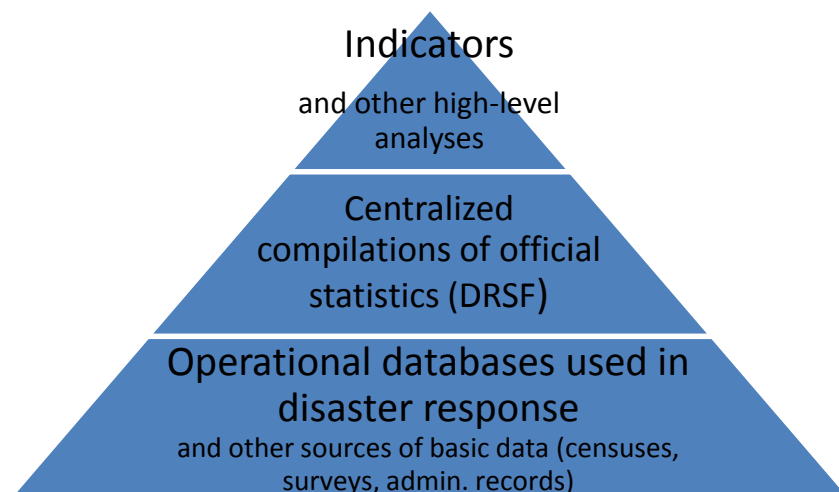 Indicators
and other high-level
analyses
Centralized
compilations of official
statistics (DRSF)
Operational databases used in
disaster response
and other sources of basic data (censuses,
surveys, admin. records)